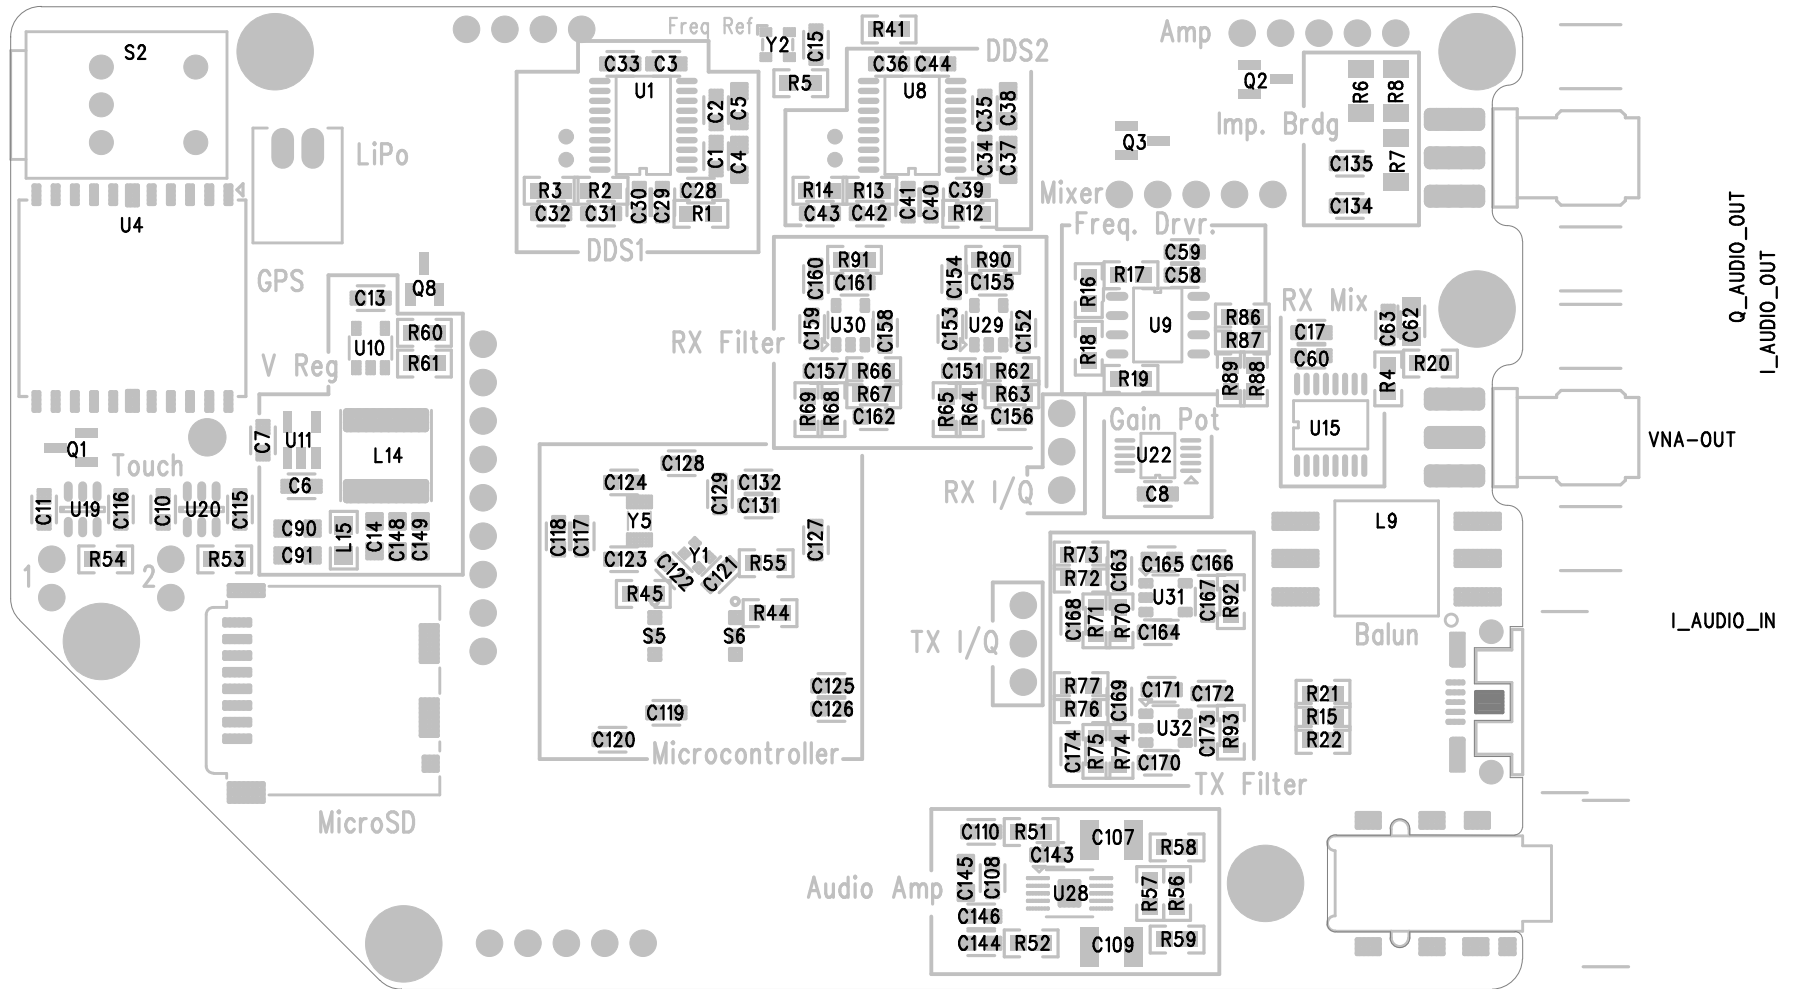 S2
Freq Ref
Y2
C15
R41
DDS2
Amp
C33 C3
C36 C44
R5
Q2
R6
R8
U1
U8
C2
C5
C35
C38
Imp. Brdg
Q3
LiPo
C1
C4
C34
C37
C135
R7
R3 R2
C28
R14 R13
C39
Mixer
C134
C32 C31
C30
C29
R1
C43 C42
C41
C40
R12
U4
Freq. Drvr.
DDS1
C59
Q_AUDIO_OUT
I_AUDIO_OUT
C160
R91
C154
R90
R17
C58
GPS
Q8
C161
C155
R16
C13
RX Mix
C159
U30
C158
C153
U29
C152
U9
R86
C17
C63
C62
R60
RX Filter
R18
R87
U10
C60
V Reg
R61
C157 R66
C151 R62
R19
R89
R88
R4
R20
R67
R63
R69
R68
C162
R65
R64
C156
Gain Pot
C7
U11
L14
U15
VNA-OUT
Q1
Touch
C128
U22
C6
C124
C129
C132
C131
RX I/Q
C8
C11
U19
C116
C10
U20
C115
C90
L15
C14
C148
C149
Y5
C118
C117
C127
L9
R54
R53
C91
C123
Y1
C122
C121
R55
R73
C163
C165
C166
1
2
R72
R45
U31
C167
R92
R44
C168
R71
R70
S5
S6
C164
TX I/Q
Balun
I_AUDIO_IN
C125
R77
C169
C171
C172
R21
C126
R76
R15
C119
C120
C174
R75
R74
U32
C173
R93
R22
Microcontroller
C170
TX Filter
MicroSD
C110
R51
C107
R58
C143
Audio Amp
C145
C108
U28
R57
R56
C146
C144
R52
C109
R59